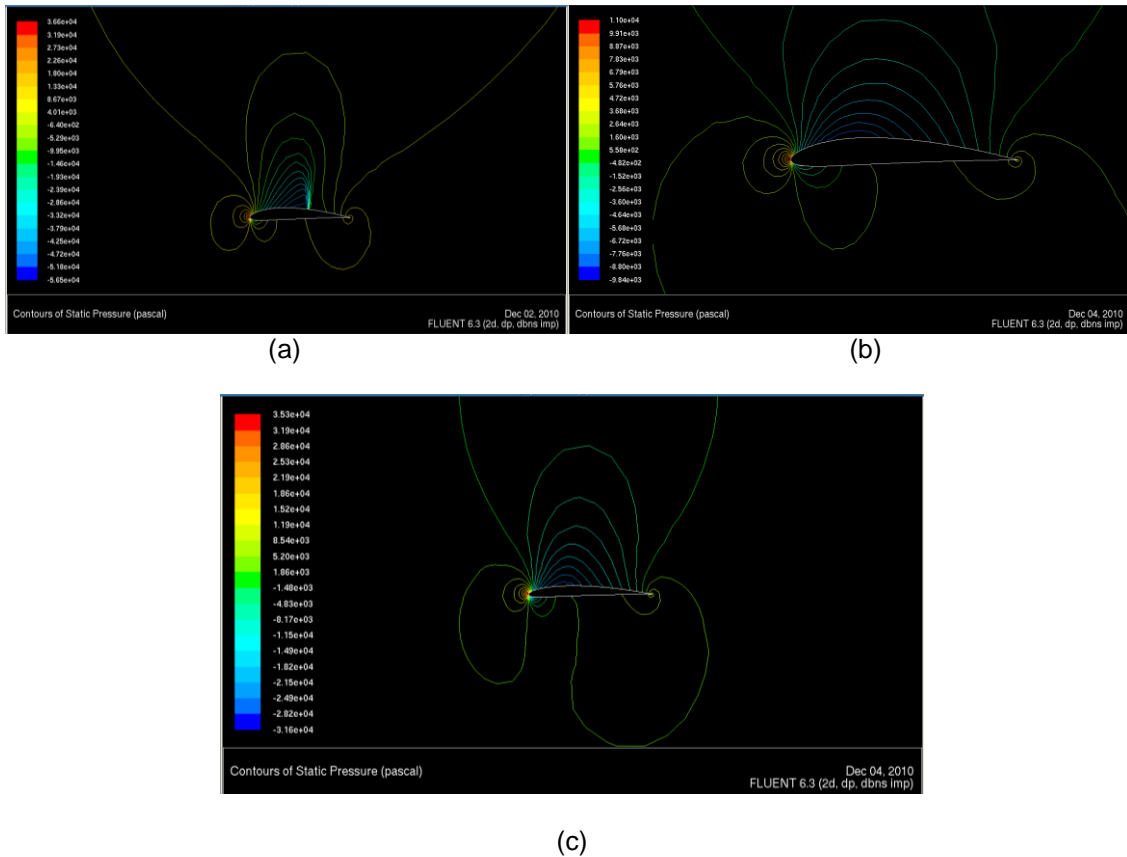 3.66e+04
3.19e+04
2.73e+04
2.26e+04
1.80e+04
1.33e+04
8.67e+03
4.01e+03
-6.40e+02
-5.29e+03
-9.95e+03
-1.46e+04
-1.93e+04
-2.39e+04
-2.86e+04
-3.32e+04
-3.79e+04
-4.25e+04
-4.72e+04
-5.18e+04
-5.65e+04
Contours of Static Pressure (pascal)
Dec 02, 2010
FLUENT 6.3 (2d, dp, dbns imp)
(a)
1.10e+04
9.91e+03
8.87e+03
7.83e+03
6.79e+03
5.76e+03
4.72e+03
3.68e+03
2.64e+03
1.60e+03
5.58e+02
-4.82e+02
-1.52e+03
-2.56e+03
-3.60e+03
-4.64e+03
-5.68e+03
-6.72e+03
-7.76e+03
-8.80e+03
-9.84e+03
Contours of Static Pressure (pascal)
Dec 04, 2010
FLUENT 6.3 (2d, dp, dbns imp)
(b)
3.53e+04
3.19e+04
2.86e+04
2.53e+04
2.19e+04
1.86e+04
1.52e+04
1.19e+04
8.54e+03
5.20e+03
1.86e+03
-1.48e+03
-4.83e+03
-8.17e+03
-1.15e+04
-1.49e+04
-1.82e+04
-2.15e+04
-2.49e+04
-2.82e+04
-3.16e+04
Contours of Static Pressure (pascal)
Dec 04, 2010
FLUENT 6.3 (2d, dp, dbns imp)
(c)